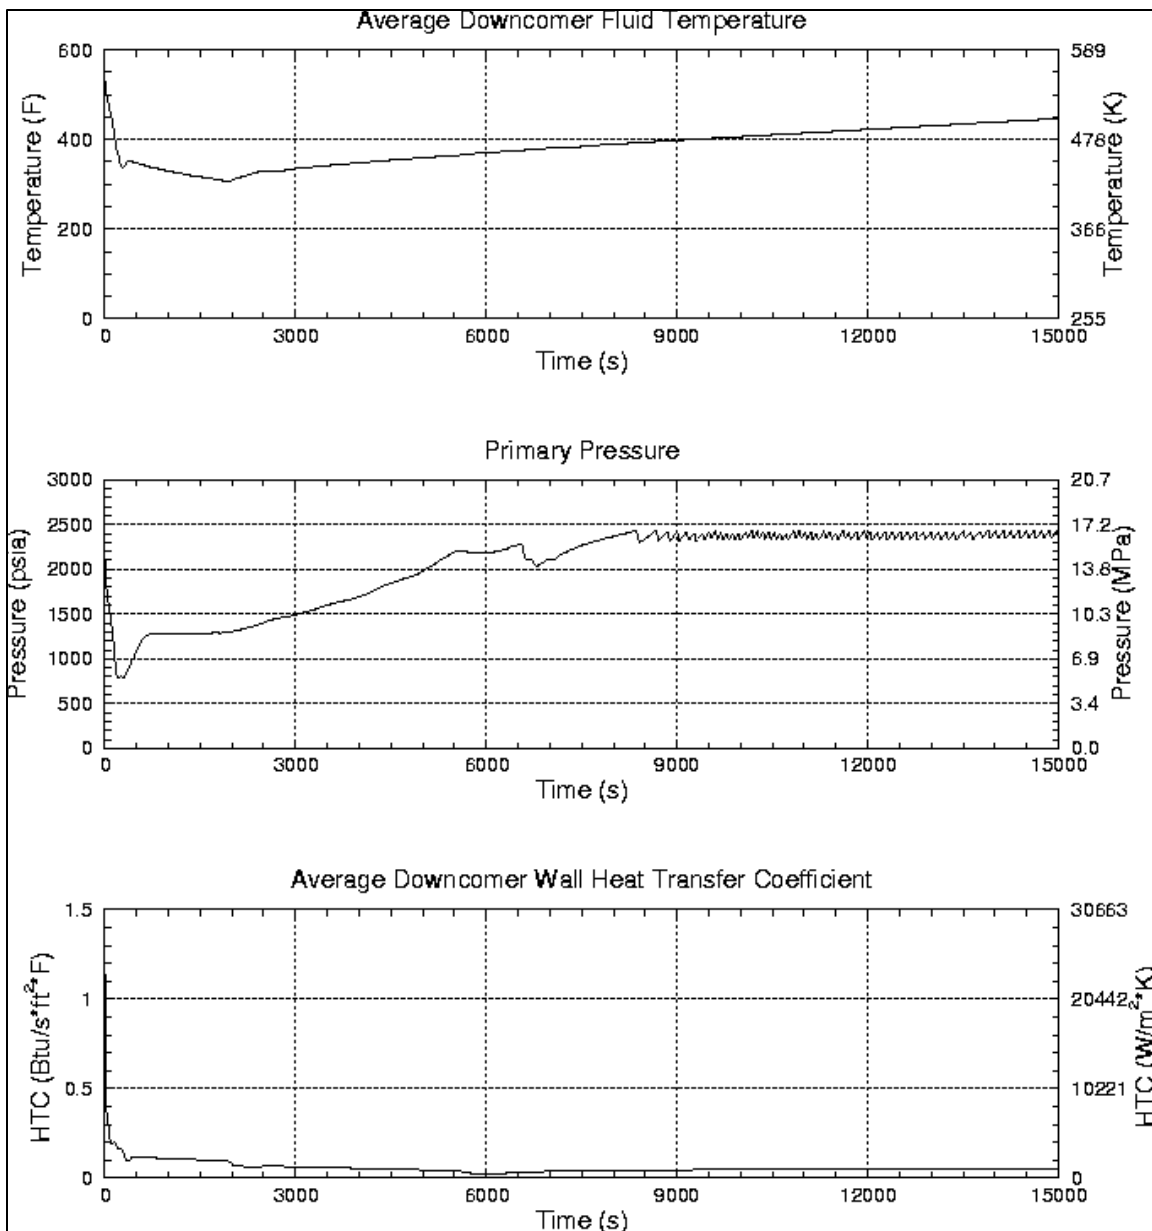 Average Downcomer Fluid Temperature
600 589
400 478
200 366
0 255
Temperature (F)
Temperature (K)
0 3000 6000 9000 12000 15000
Time (s)
Primary Pressure
3000 20.7
2500 17.2
2000 13.8
1500 10.3
1000 6.9
500 3.4
0 0.0
Pressure (psia)
Pressure (MPa)
0 3000 6000 9000 12000 15000
Time (s)
Average Downcomer Wall Heat Transfer Coefficient
1.5 30663
1 20442
0.5 10221
0 0
HTC (Btu/s*ft²*F)
HTC (W/m²*K)
0 3000 6000 9000 12000 15000
Time (s)